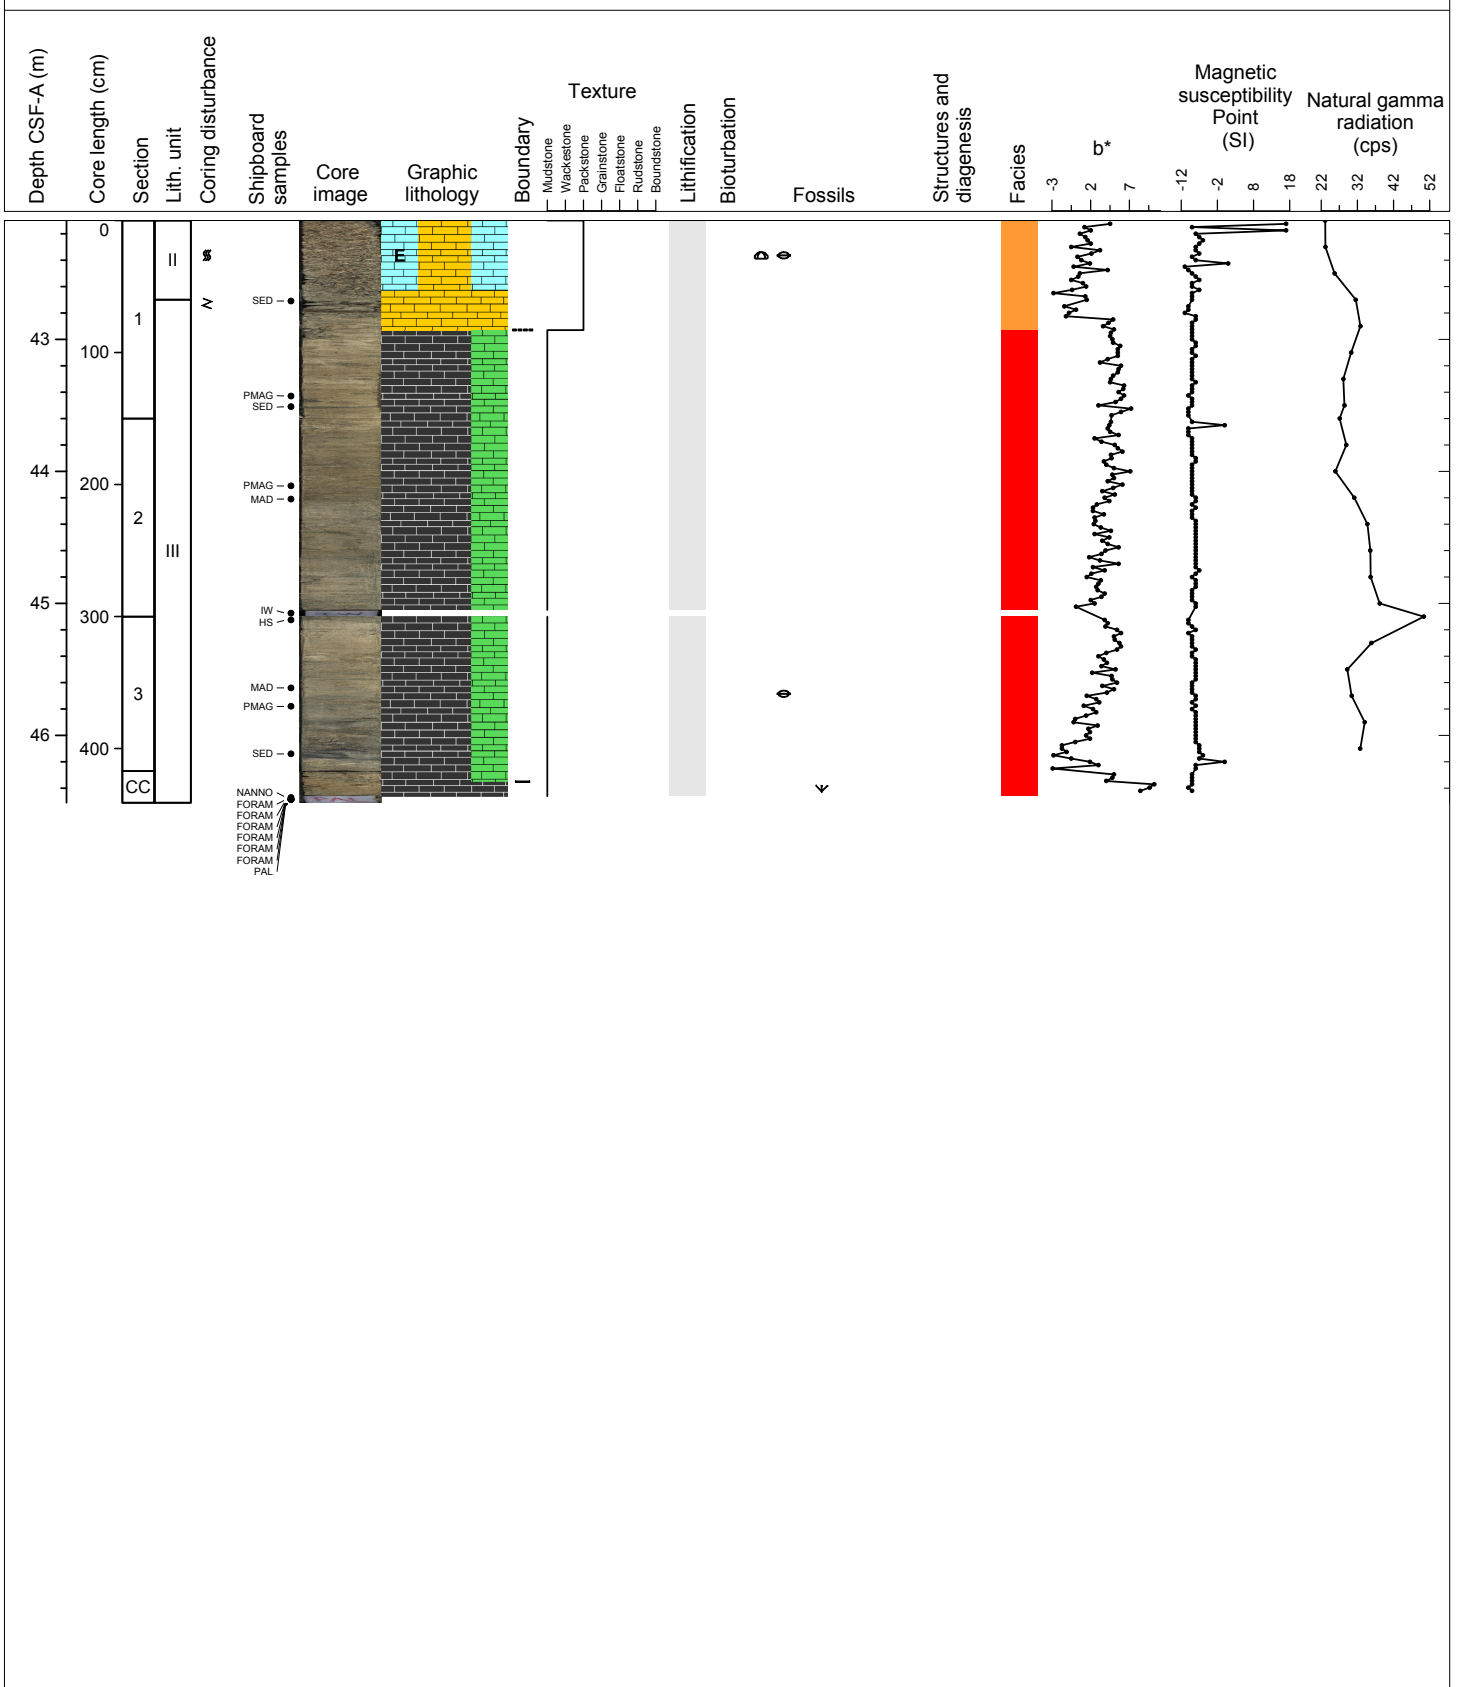 Depth CSF-A (m)
Core length (cm)
Section
Lith. unit
Coring disturbance
Shipboard
samples
Core
image
Graphic
lithology
Boundary
Texture
Mudstone
Wackestone
Packstone
Grainstone
Floatstone
Rudstone
Boundstone
Lithification
Bioturbation
Fossils
Structures and
diagenesis
Facies
b*
-3 2 7
Magnetic
susceptibility
Point
(SI)
-12 -2 8 18
Natural gamma
radiation
(cps)
22 32 42 52
0
II
E
SED
1
43
100
PMAG
SED
44
200
PMAG
MAD
2
III
45
IW
300
HS
MAD
3
PMAG
46
400
SED
CC
NANNO
FORAM
FORAM
FORAM
FORAM
FORAM
FORAM
PAL